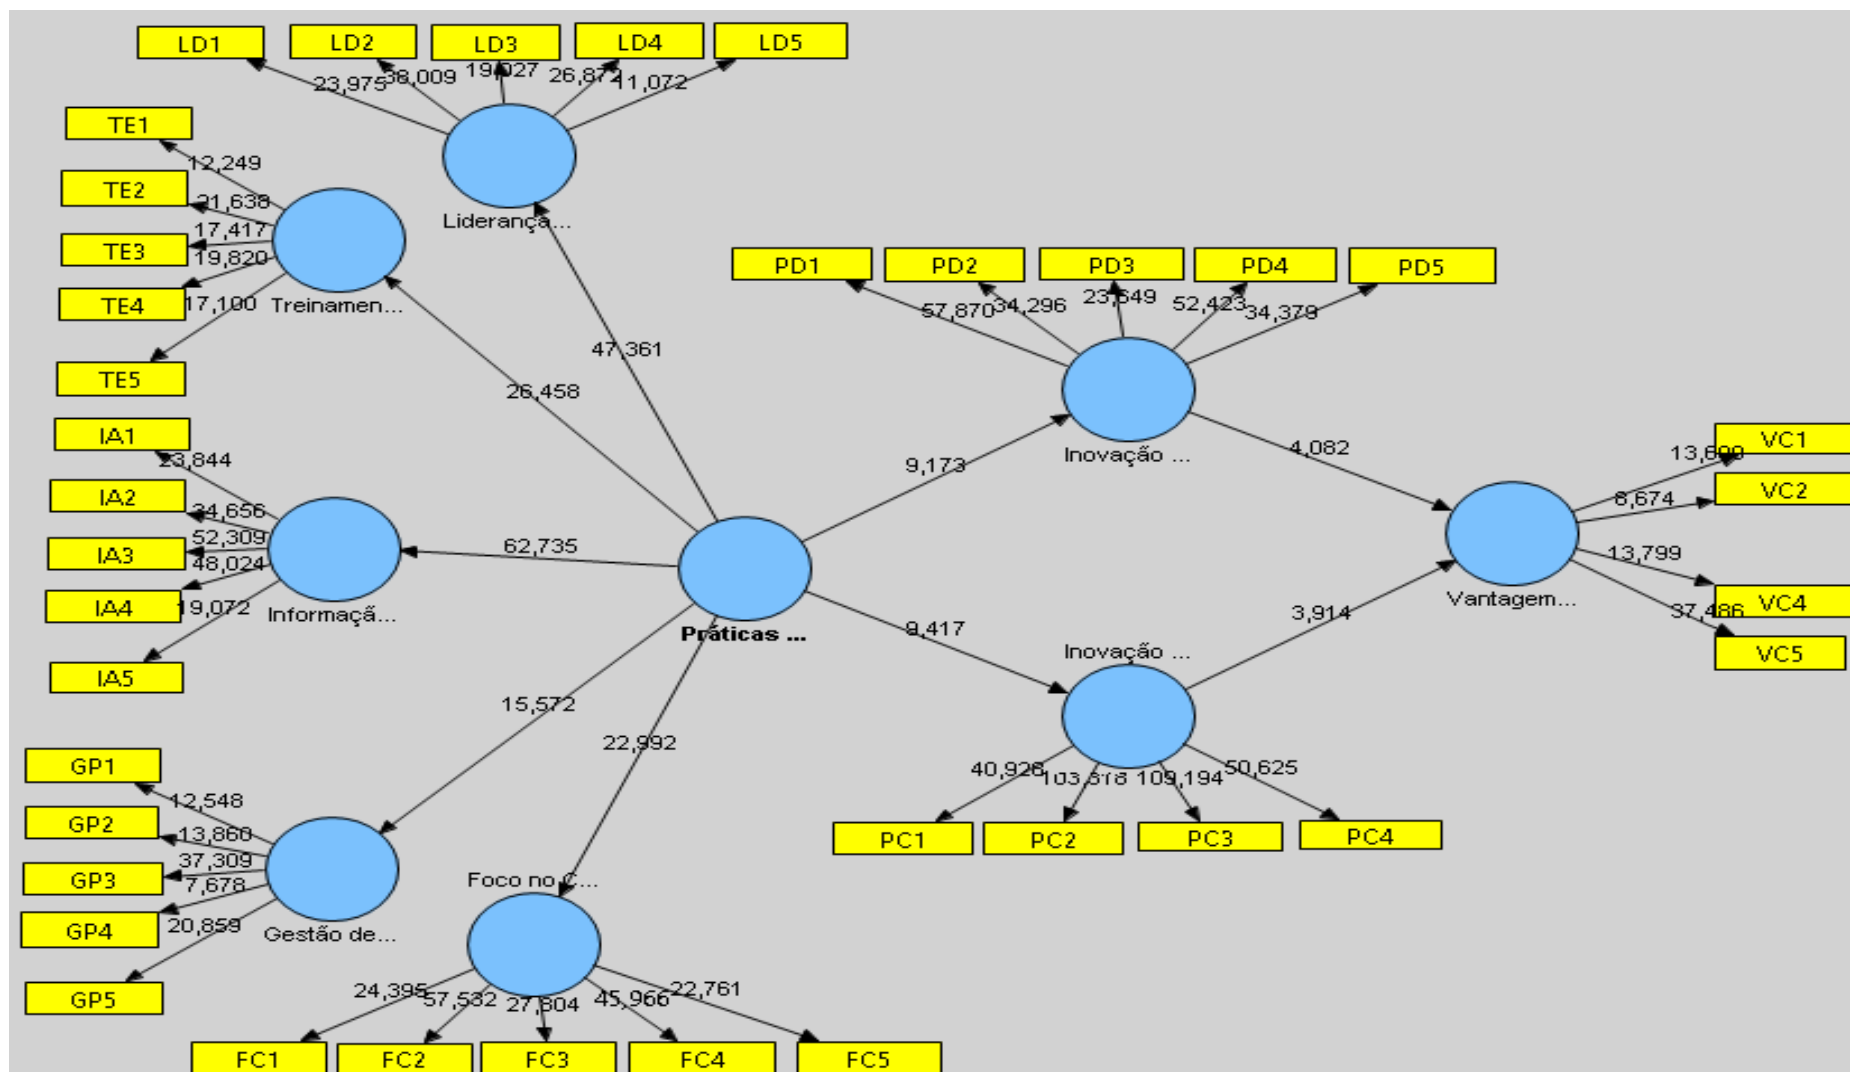 LD1
LD2
LD3
LD4
LD5
23,975
38,009
19,027
26,872
11,072
TE1
TE2
TE3
TE4
TE5
12,249
21,638
17,417
19,820
17,100
Liderança...
Treinamen...
47,361
26,458
IA1
IA2
IA3
IA4
IA5
23,844
34,656
52,309
48,024
19,072
Informaçã...
62,735
Práticas ...
PD1
PD2
PD3
PD4
PD5
57,870
34,296
23,649
52,423
34,379
Inovação ...
9,173
4,082
VC1
VC2
VC4
VC5
8,674
13,799
37,486
Vantagem...
9,417
3,914
Inovação ...
40,926
109,194
50,625
PC1
PC2
PC3
PC4
15,572
22,992
GP1
GP2
GP3
GP4
GP5
12,548
13,860
37,309
7,678
20,859
Gestão de...
Foco no C...
24,395
57,532
27,804
45,966
22,761
FC1
FC2
FC3
FC4
FC5